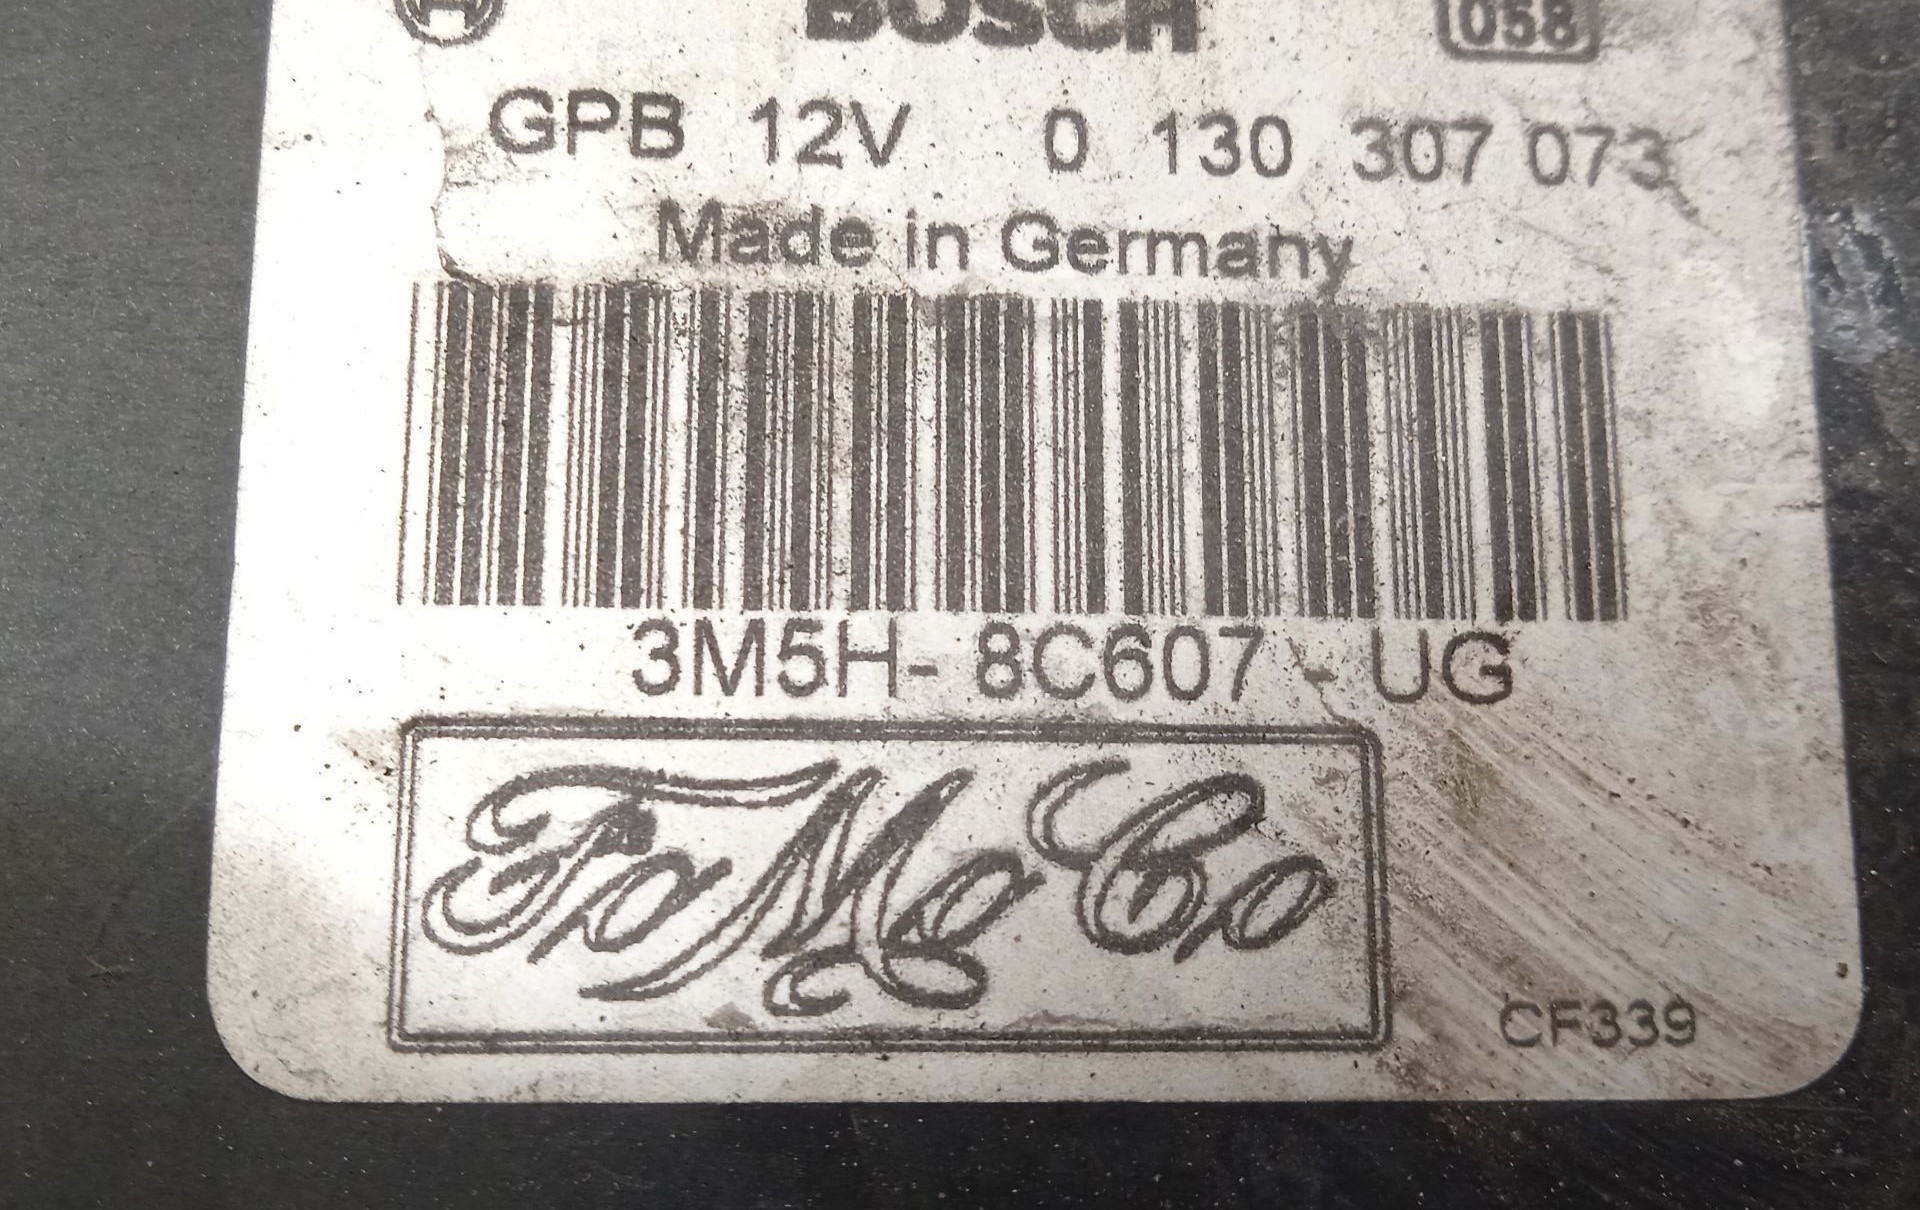 BOSCH 058
GPB 12V 0 130 307 073
Made in Germany
3M5H- 8C607 - UG
FoMoCo
CF339